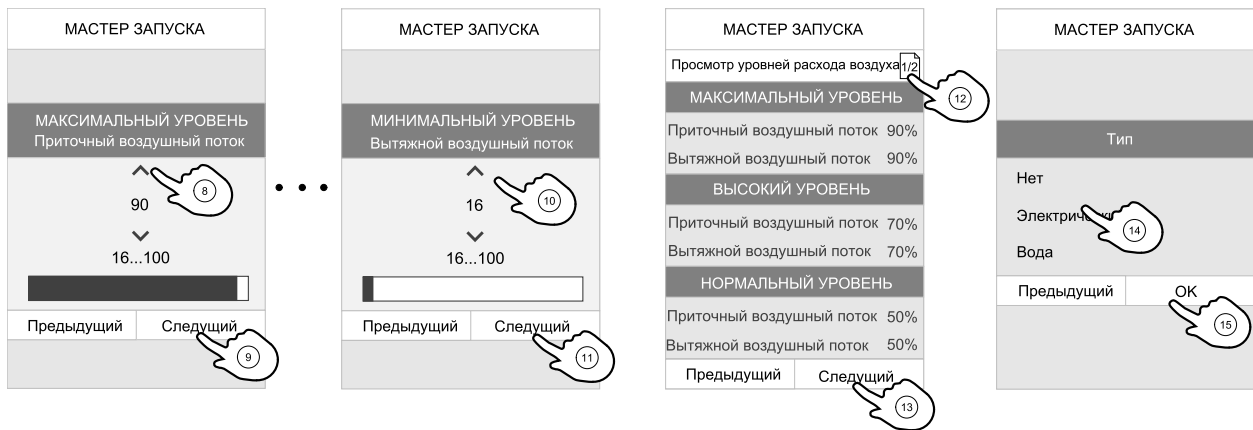 МАСТЕР ЗАПУСКА
МАКСИМАЛЬНЫЙ УРОВЕНЬ
Приточный воздушный поток
8
90
16...100
Предыдущий
Следущий
9
МАСТЕР ЗАПУСКА
МИНИМАЛЬНЫЙ УРОВЕНЬ
Вытяжной воздушный поток
10
16
16...100
Предыдущий
Следущий
11
МАСТЕР ЗАПУСКА
Просмотр уровней расхода воздуха 1/2
12
МАКСИМАЛЬНЫЙ УРОВЕНЬ
Приточный воздушный поток 90%
Вытяжной воздушный поток 90%
ВЫСОКИЙ УРОВЕНЬ
Приточный воздушный поток 70%
Вытяжной воздушный поток 70%
НОРМАЛЬНЫЙ УРОВЕНЬ
Приточный воздушный поток 50%
Вытяжной воздушный поток 50%
Предыдущий
Следущий
13
МАСТЕР ЗАПУСКА
Тип
Нет
14
Вода
Предыдущий
OK
15